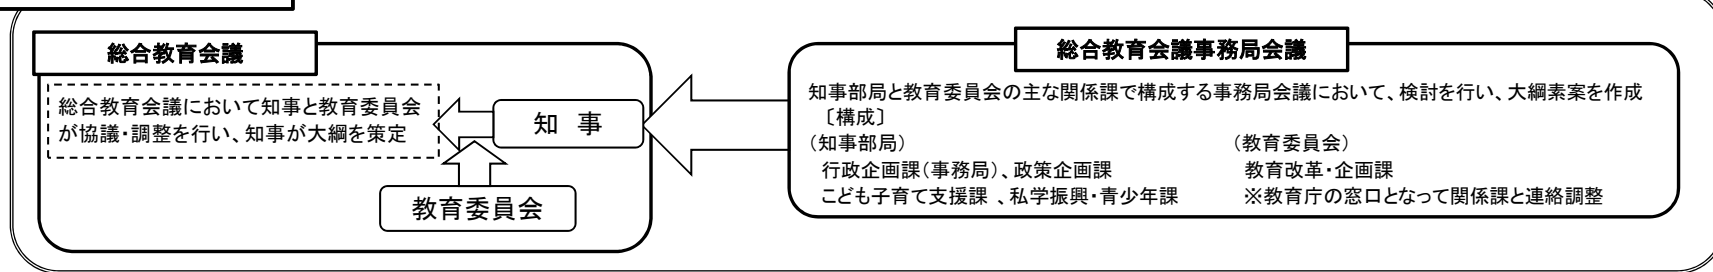 総合教育会議
総合教育会議において知事と教育委員会
が協議・調整を行い、知事が大綱を策定
知 事
教育委員会
総合教育会議事務局会議
知事部局と教育委員会の主な関係課で構成する事務局会議において、検討を行い、大綱素案を作成
〔構成〕
(知事部局) (教育委員会)
行政企画課(事務局)、政策企画課 教育改革・企画課
こども子育て支援課 、私学振興・青少年課 ※教育庁の窓口となって関係課と連絡調整